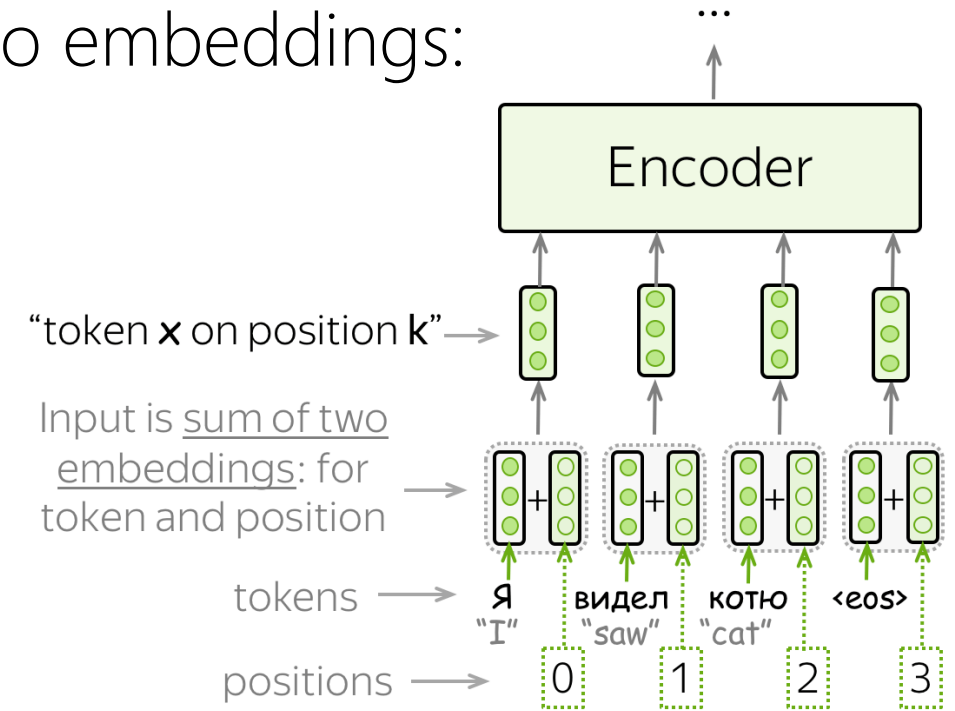 ...
o embeddings:
Encoder
“token x on position k”
Input is sum of two
embeddings: for
token and position
+ + + +
tokens Я видел котю <eos>
“I” “saw” “cat”
positions 0 1 2 3